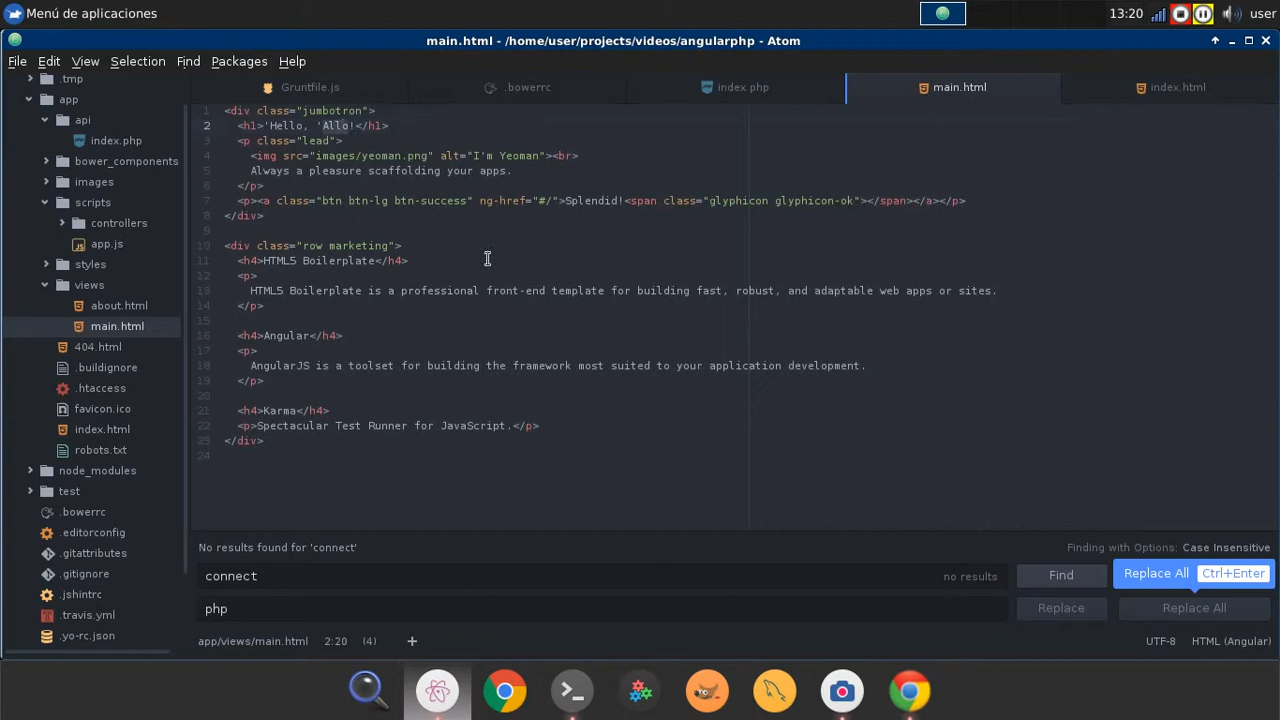 Menú de aplicaciones
13:20
user
main.html - /home/user/projects/videos/angularphp - Atom
File Edit View Selection Find Packages Help
Gruntfile.js
.bowerrc
index.php
main.html
index.html
.tmp
app
api
index.php
bower_components
images
scripts
controllers
app.js
styles
views
about.html
main.html
404.html
.buildignore
.htaccess
favicon.ico
index.html
robots.txt
node_modules
test
.bowerrc
.editorconfig
.gitattributes
.gitignore
.jshintrc
.travis.yml
.yo-rc.json
1 <div class="jumbotron">
2 <h1>'Hello, 'Allo!</h1>
3 <p class="lead">
4 <img src="images/yeoman.png" alt="I'm Yeoman"><br>
5 Always a pleasure scaffolding your apps.
6 </p>
7 <p><a class="btn btn-lg btn-success" ng-href="#/">Splendid!<span class="glyphicon glyphicon-ok"></span></a></p>
8 </div>
9
10 <div class="row marketing">
11 <h4>HTML5 Boilerplate</h4>
12 <p>
13 HTML5 Boilerplate is a professional front-end template for building fast, robust, and adaptable web apps or sites.
14 </p>
15
16 <h4>Angular</h4>
17 <p>
18 AngularJS is a toolset for building the framework most suited to your application development.
19 </p>
20
21 <h4>Karma</h4>
22 <p>Spectacular Test Runner for JavaScript.</p>
23 </div>
24
No results found for 'connect'
Finding with Options: Case Insensitive
connect
no results
Find
Replace All Ctrl+Enter
php
Replace
Replace All
app/views/main.html 2:20 (4) +
UTF-8 HTML (Angular)